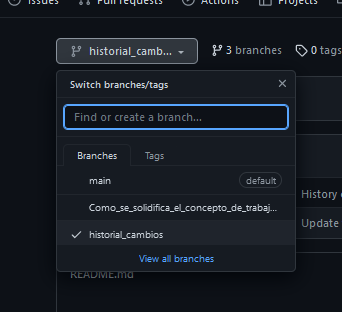 Issues Pull requests Actions Projects
historial_camb... 3 branches 0 tags
Switch branches/tags
Find or create a branch...
Branches Tags
main default
Como_se_solidifica_el_concepto_de_trabaj...
History
historial_cambios
Update
View all branches
README.md